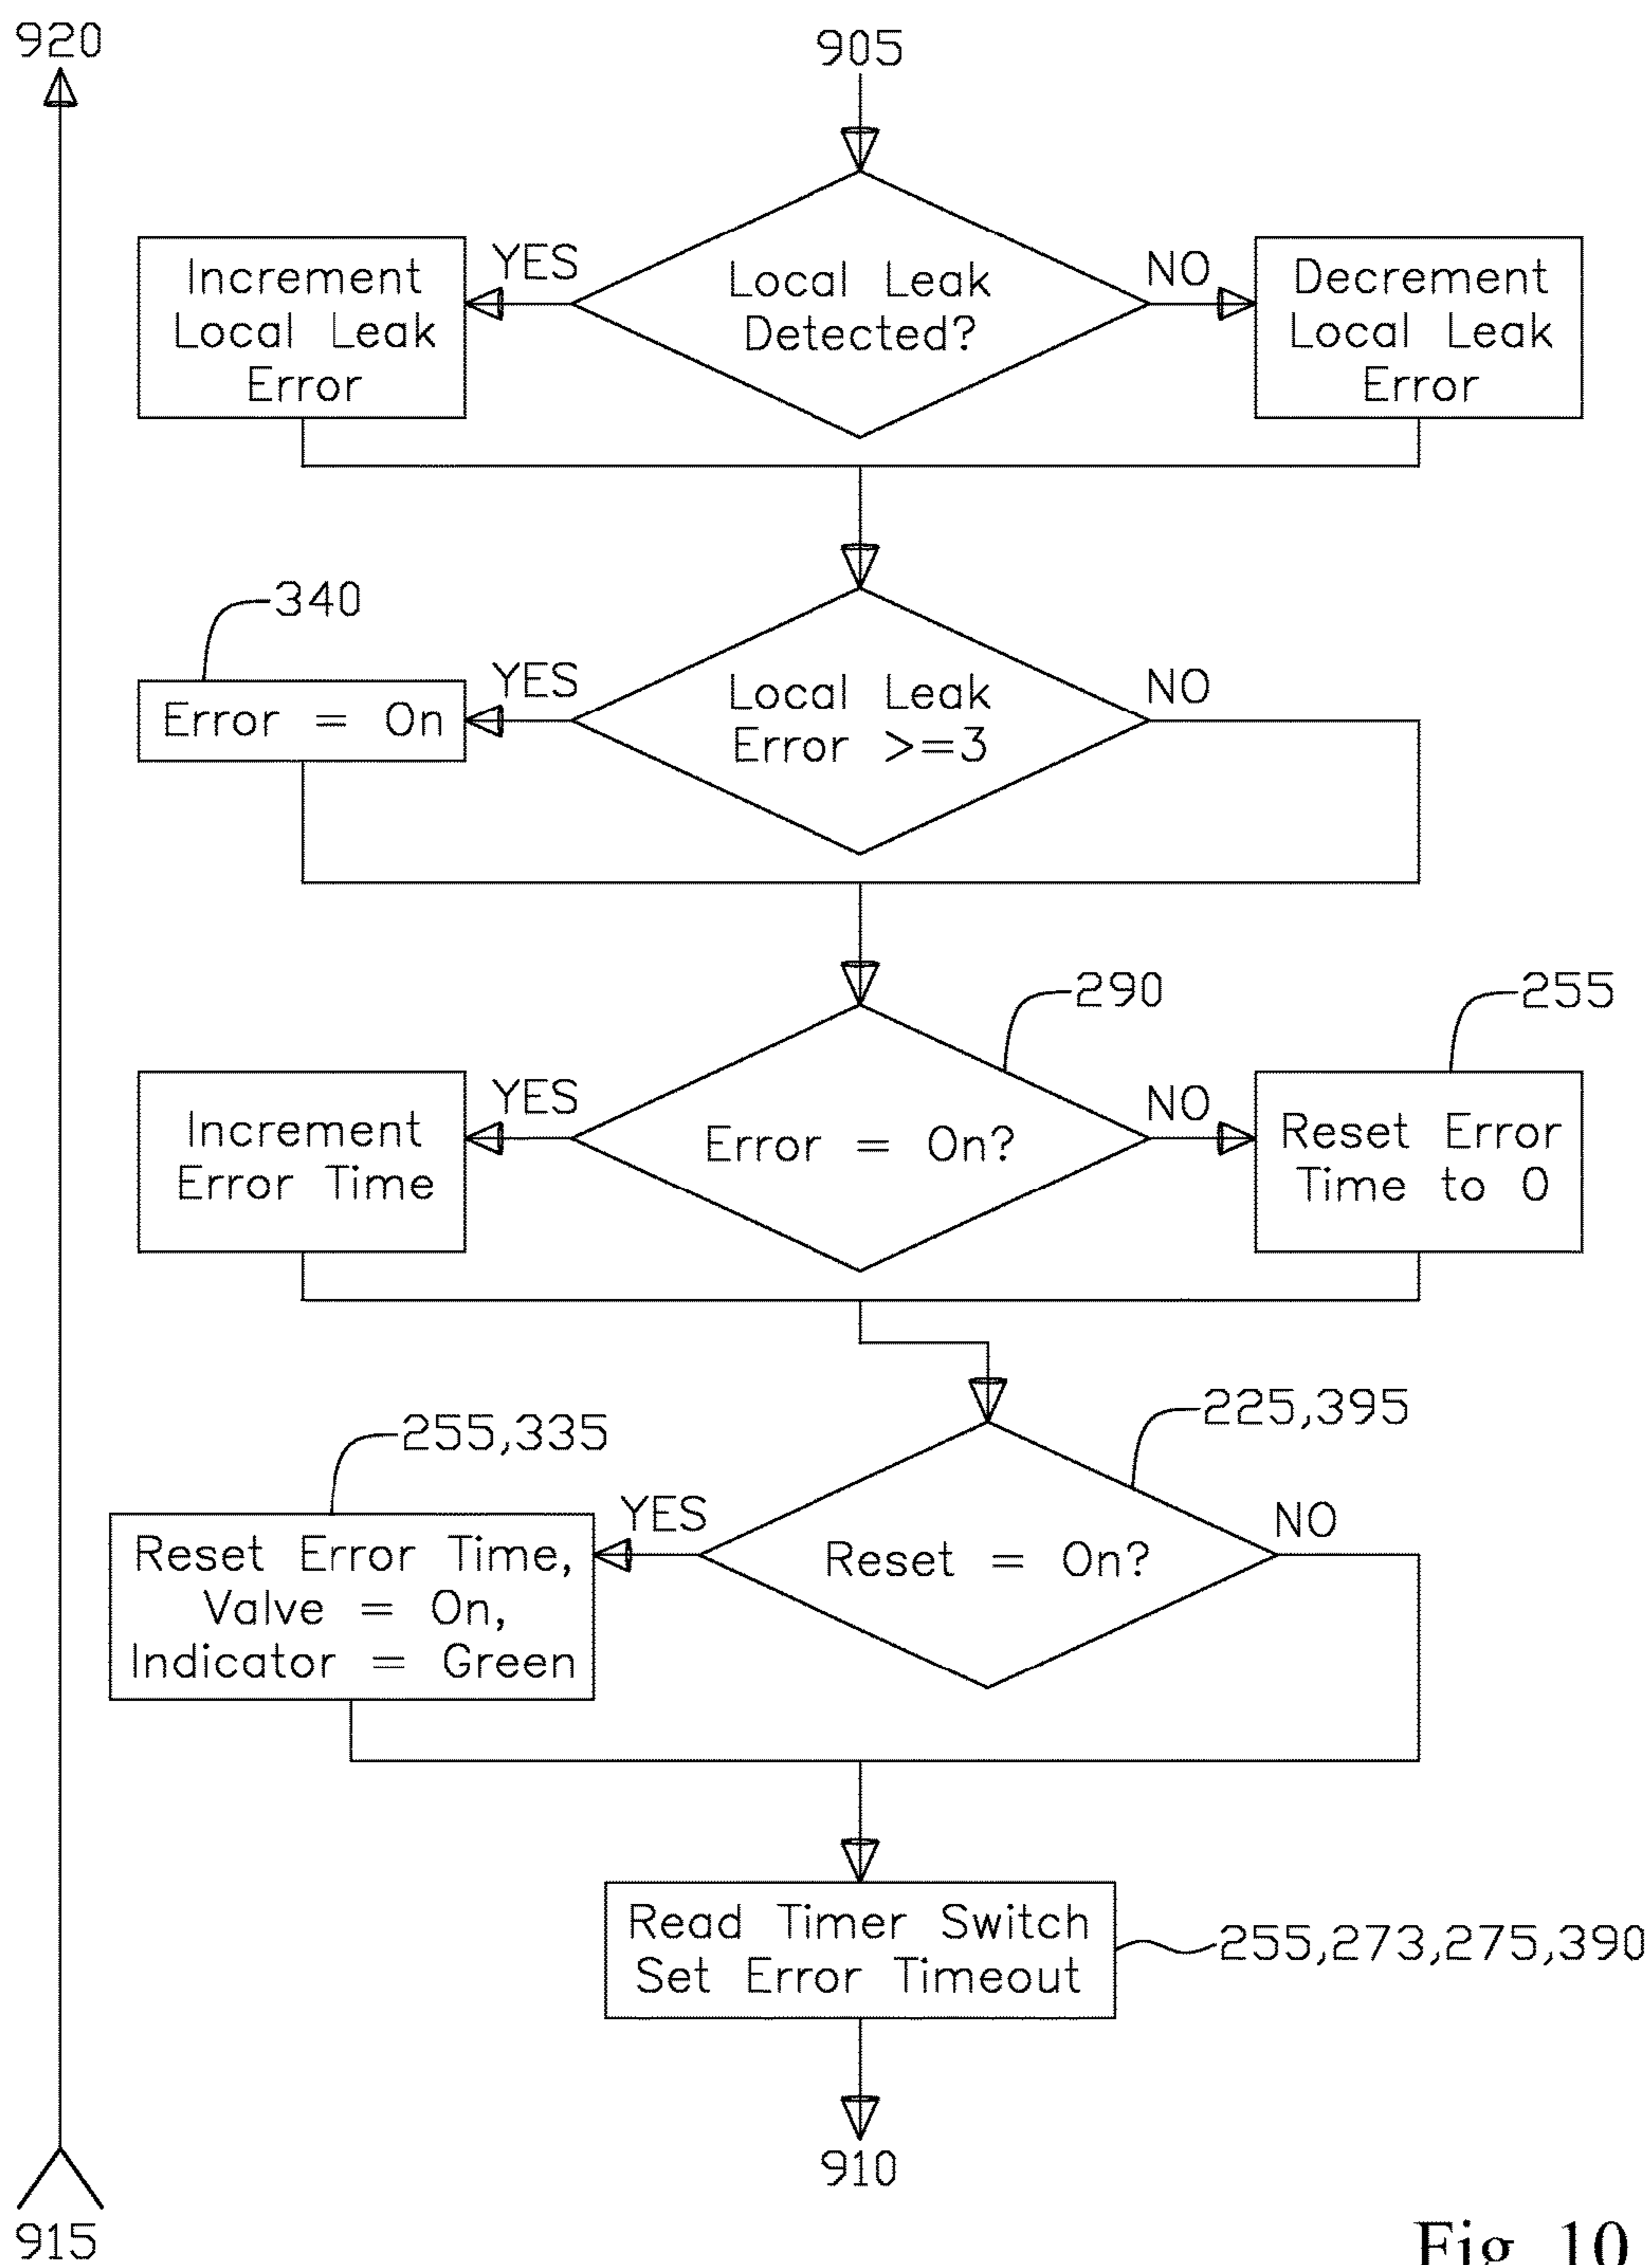 920
905
YES
NO
Increment
Local Leak
Error
Local Leak
Detected?
Decrement
Local Leak
Error
340
YES
NO
Error = On
Local Leak
Error >=3
290
255
YES
NO
Increment
Error Time
Error = On?
Reset Error
Time to 0
255,335
225,395
YES
NO
Reset Error Time,
Valve = On,
Indicator = Green
Reset = On?
Read Timer Switch
Set Error Timeout
255,273,275,390
910
915
Fig. 10